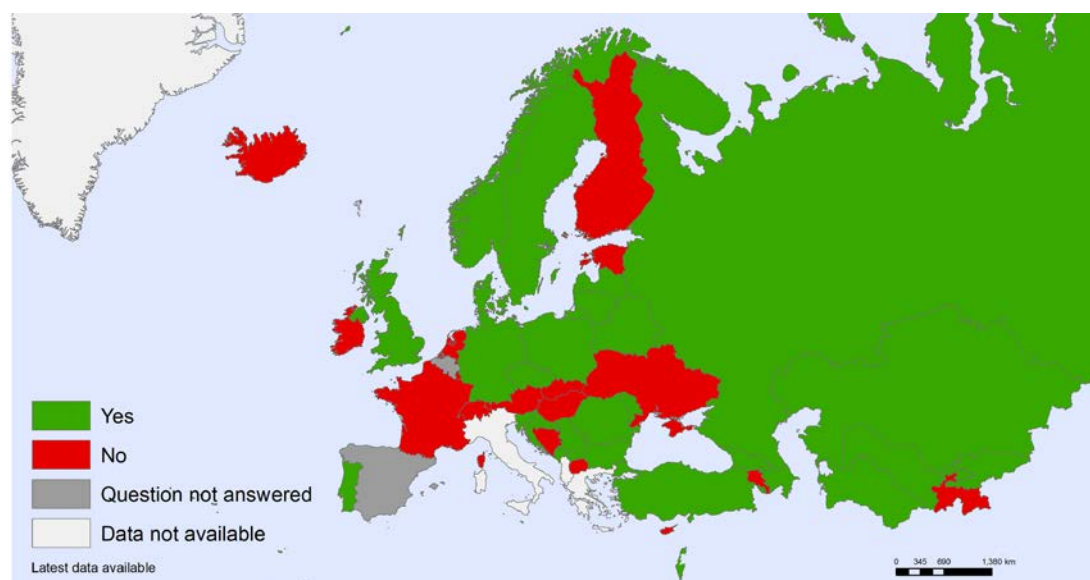 Yes
No
Question not answered
Data not available
Latest data available
0 345 690 1,380 km